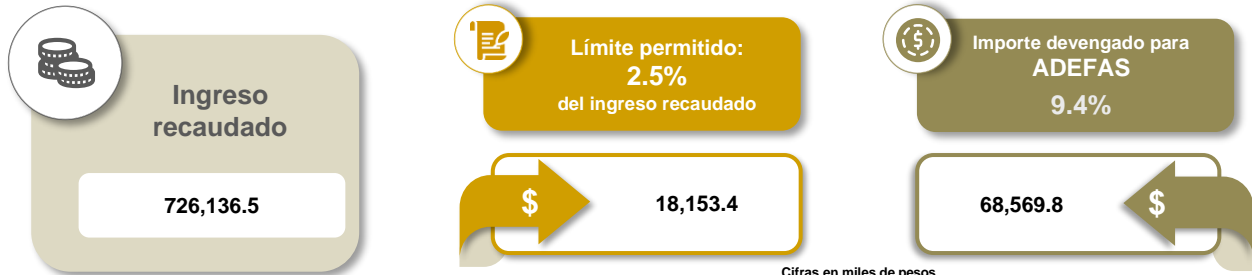 Ingreso
recaudado
726,136.5
Límite permitido:
2.5%
del ingreso recaudado
$
18,153.4
Importe devengado para
ADEFAS
9.4%
68,569.8
$
Cifras en miles de pesos